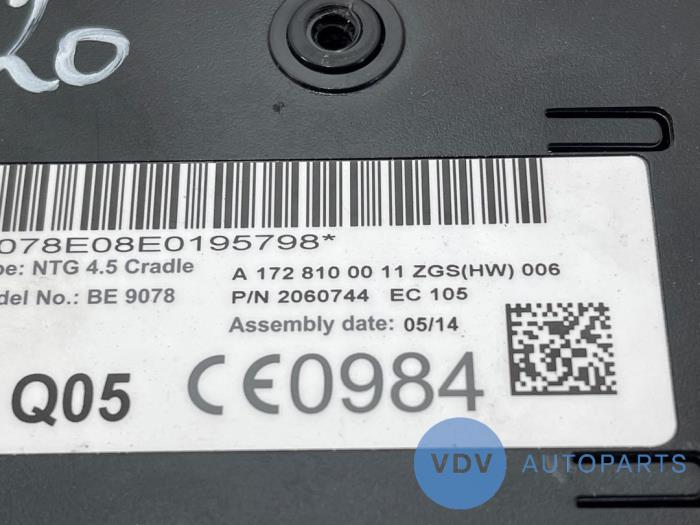 20
078E08E0195798*
pe: NTG 4.5 Cradle
A 172 810 00 11 ZGS(HW) 006
del No.: BE 9078
P/N 2060744 EC 105
Assembly date: 05/14
Q05 CE0984
VDV AUTOPARTS